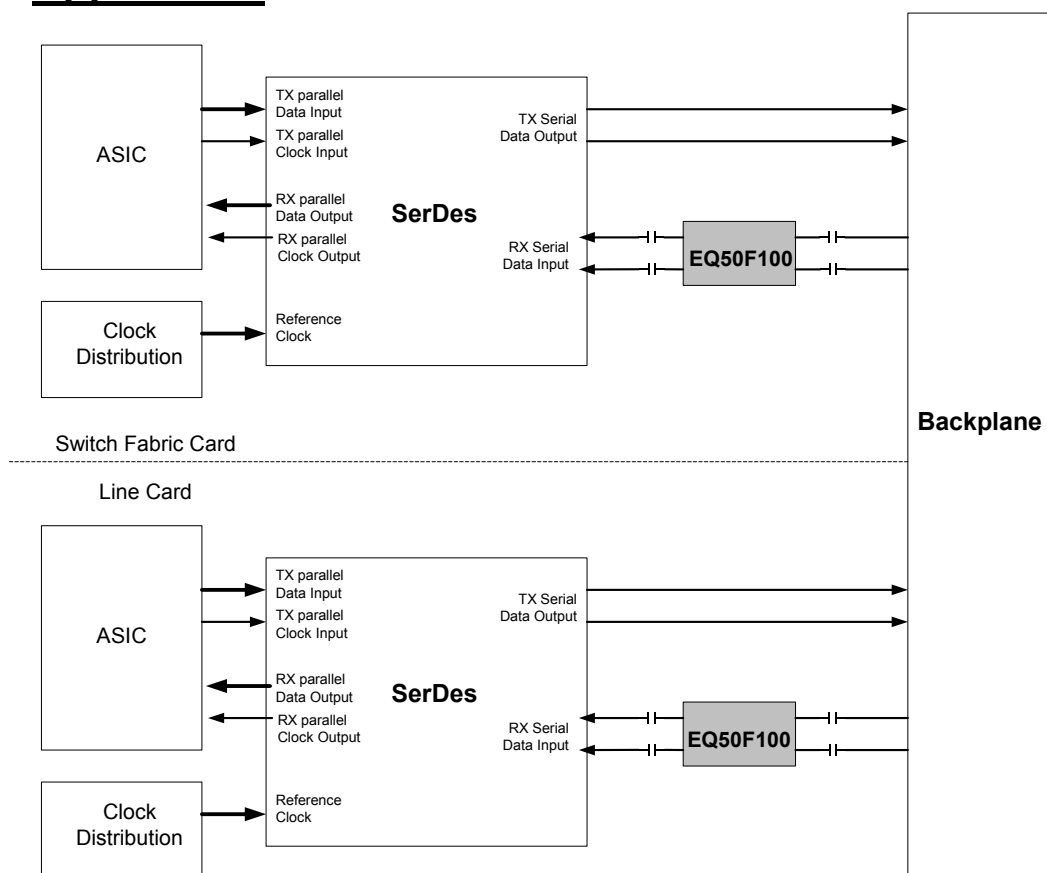 ASIC
TX parallel
Data Input
TX parallel
Clock Input
RX parallel
Data Output
RX parallel
Clock Output
Reference
Clock
SerDes
TX Serial
Data Output
RX Serial
Data Input
EQ50F100
Clock
Distribution
Backplane
Switch Fabric Card
Line Card
ASIC
TX parallel
Data Input
TX parallel
Clock Input
RX parallel
Data Output
RX parallel
Clock Output
Reference
Clock
SerDes
TX Serial
Data Output
RX Serial
Data Input
EQ50F100
Clock
Distribution